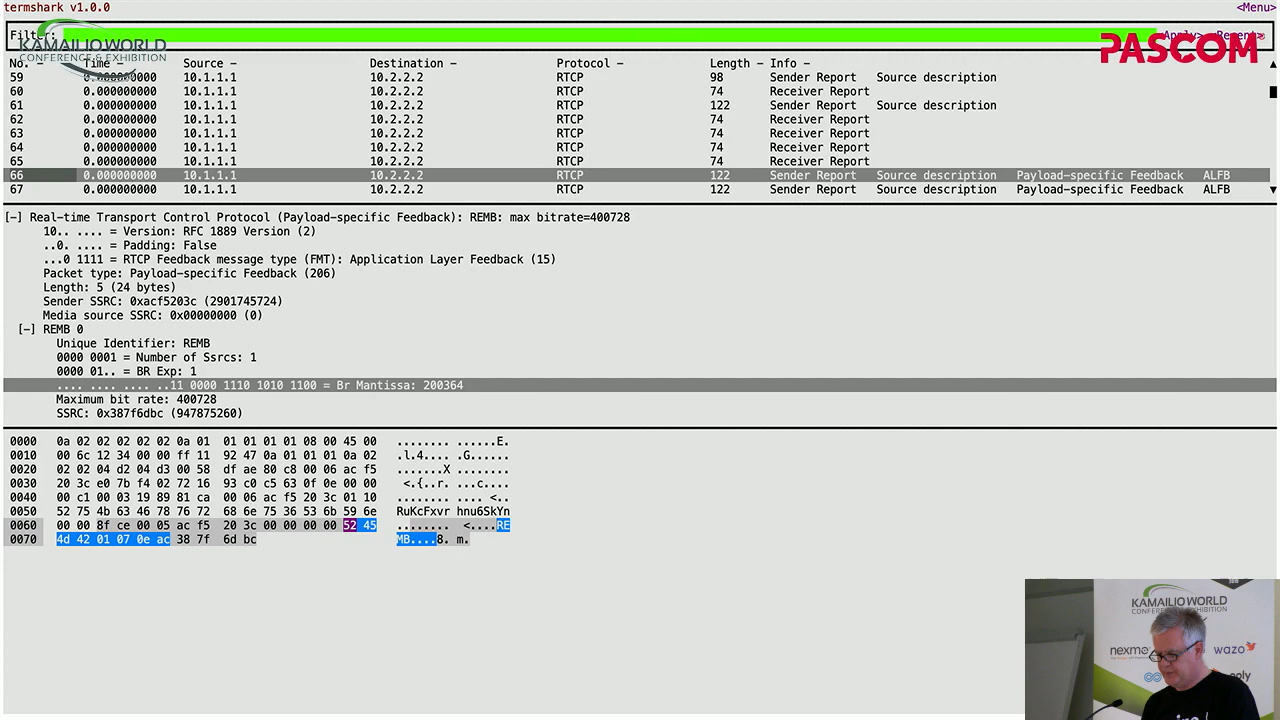 termshark v1.0.0 <Menu>
Filter: <Apply> <Recent>
KAMAILIO WORLD
CONFERENCE & EXHIBITION
PASCOM
No. – Time – Source – Destination – Protocol – Length – Info –
59 0.000000000 10.1.1.1 10.2.2.2 RTCP 98 Sender Report Source description
60 0.000000000 10.1.1.1 10.2.2.2 RTCP 74 Receiver Report
61 0.000000000 10.1.1.1 10.2.2.2 RTCP 122 Sender Report Source description
62 0.000000000 10.1.1.1 10.2.2.2 RTCP 74 Receiver Report
63 0.000000000 10.1.1.1 10.2.2.2 RTCP 74 Receiver Report
64 0.000000000 10.1.1.1 10.2.2.2 RTCP 74 Receiver Report
65 0.000000000 10.1.1.1 10.2.2.2 RTCP 74 Receiver Report
66 0.000000000 10.1.1.1 10.2.2.2 RTCP 122 Sender Report Source description Payload-specific Feedback ALFB
67 0.000000000 10.1.1.1 10.2.2.2 RTCP 122 Sender Report Source description Payload-specific Feedback ALFB
[-] Real-time Transport Control Protocol (Payload-specific Feedback): REMB: max bitrate=400728
10.. .... = Version: RFC 1889 Version (2)
..0. .... = Padding: False
...0 1111 = RTCP Feedback message type (FMT): Application Layer Feedback (15)
Packet type: Payload-specific Feedback (206)
Length: 5 (24 bytes)
Sender SSRC: 0xacf5203c (2901745724)
Media source SSRC: 0x00000000 (0)
[-] REMB 0
Unique Identifier: REMB
0000 0001 = Number of Ssrcs: 1
0000 01.. = BR Exp: 1
.... .... .... ..11 0000 1110 1010 1100 = Br Mantissa: 200364
Maximum bit rate: 400728
SSRC: 0x387f6dbc (947875260)
0000 0a 02 02 02 02 02 0a 01 01 01 01 01 08 00 45 00 ........ ......E.
0010 00 6c 12 34 00 00 ff 11 92 47 0a 01 01 01 0a 02 .l.4.... .G......
0020 02 02 04 d2 04 d3 00 58 df ae 80 c8 00 06 ac f5 .......X ........
0030 20 3c e0 7b f4 02 72 16 93 c0 c5 63 0f 0e 00 00 <.{..r. ...c....
0040 00 c1 00 03 19 89 81 ca 00 06 ac f5 20 3c 01 10 ........ .... <..
0050 52 75 4b 63 46 78 76 72 68 6e 75 36 53 6b 59 6e RuKcFxvr hnu6SkYn
0060 00 00 8f ce 00 05 ac f5 20 3c 00 00 00 00 52 45 ........ <....RE
0070 4d 42 01 07 0e ac 38 7f 6d bc MB....8. m.
KAMAILIO WORLD
CONFERENCE & EXHIBITION
nexmo
wazo